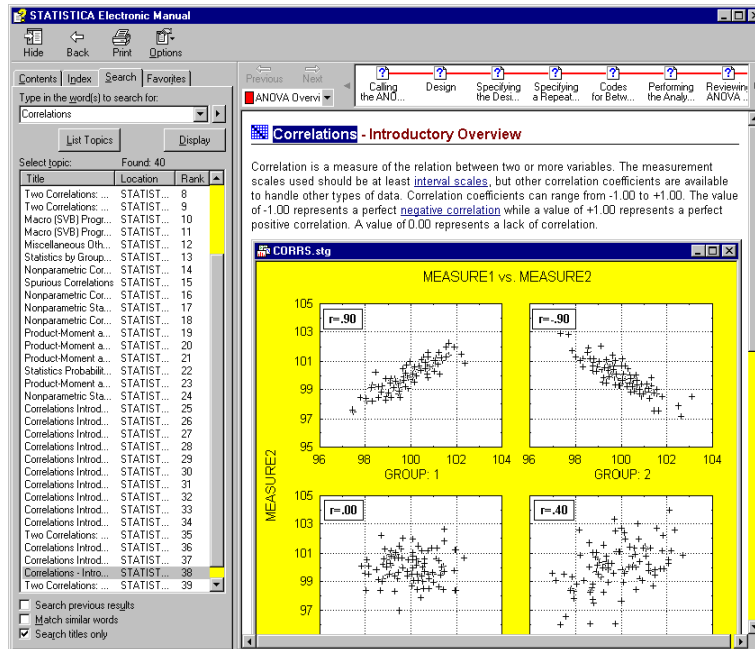 STATISTICA Electronic Manual
Hide Back Print Options
Contents Index Search Favorites
Type in the word(s) to search for:
Correlations
List Topics Display
Select topic: Found: 40
Title Location Rank
Two Correlations: ... STATIST... 8
Two Correlations: ... STATIST... 9
Macro (SVB) Progr... STATIST... 10
Macro (SVB) Progr... STATIST... 11
Miscellaneous Oth... STATIST... 12
Statistics by Group... STATIST... 13
Nonparametric Cor... STATIST... 14
Spurious Correlations STATIST... 15
Nonparametric Cor... STATIST... 16
Nonparametric Sta... STATIST... 17
Nonparametric Cor... STATIST... 18
Product-Moment a... STATIST... 19
Product-Moment a... STATIST... 20
Product-Moment a... STATIST... 21
Statistics Probabilit... STATIST... 22
Product-Moment a... STATIST... 23
Nonparametric Sta... STATIST... 24
Correlations Introd... STATIST... 25
Correlations Introd... STATIST... 26
Correlations Introd... STATIST... 27
Correlations Introd... STATIST... 28
Correlations Introd... STATIST... 29
Correlations Introd... STATIST... 30
Correlations Introd... STATIST... 31
Correlations Introd... STATIST... 32
Correlations Introd... STATIST... 33
Correlations Introd... STATIST... 34
Two Correlations: ... STATIST... 35
Correlations Introd... STATIST... 36
Correlations Introd... STATIST... 37
Correlations - Intro... STATIST... 38
Two Correlations: ... STATIST... 39
Search previous results
Match similar words
Search titles only
Previous Next
ANOVA Overvi
Calling the ANO...
Design
Specifying the Desi...
Specifying a Repeat...
Codes for Betw...
Performing the Analy...
Reviewing ANOVA ...
Correlations - Introductory Overview
Correlation is a measure of the relation between two or more variables. The measurement
scales used should be at least interval scales, but other correlation coefficients are available
to handle other types of data. Correlation coefficients can range from -1.00 to +1.00. The value
of -1.00 represents a perfect negative correlation while a value of +1.00 represents a perfect
positive correlation. A value of 0.00 represents a lack of correlation.
CORRS.stg
MEASURE1 vs. MEASURE2
MEASURE2
105
103
101
99
97
95
r=.90
r=-.90
96 98 100 102 104 96 98 100 102 104
GROUP: 1 GROUP: 2
105
103
101
99
97
r=.00
r=.40